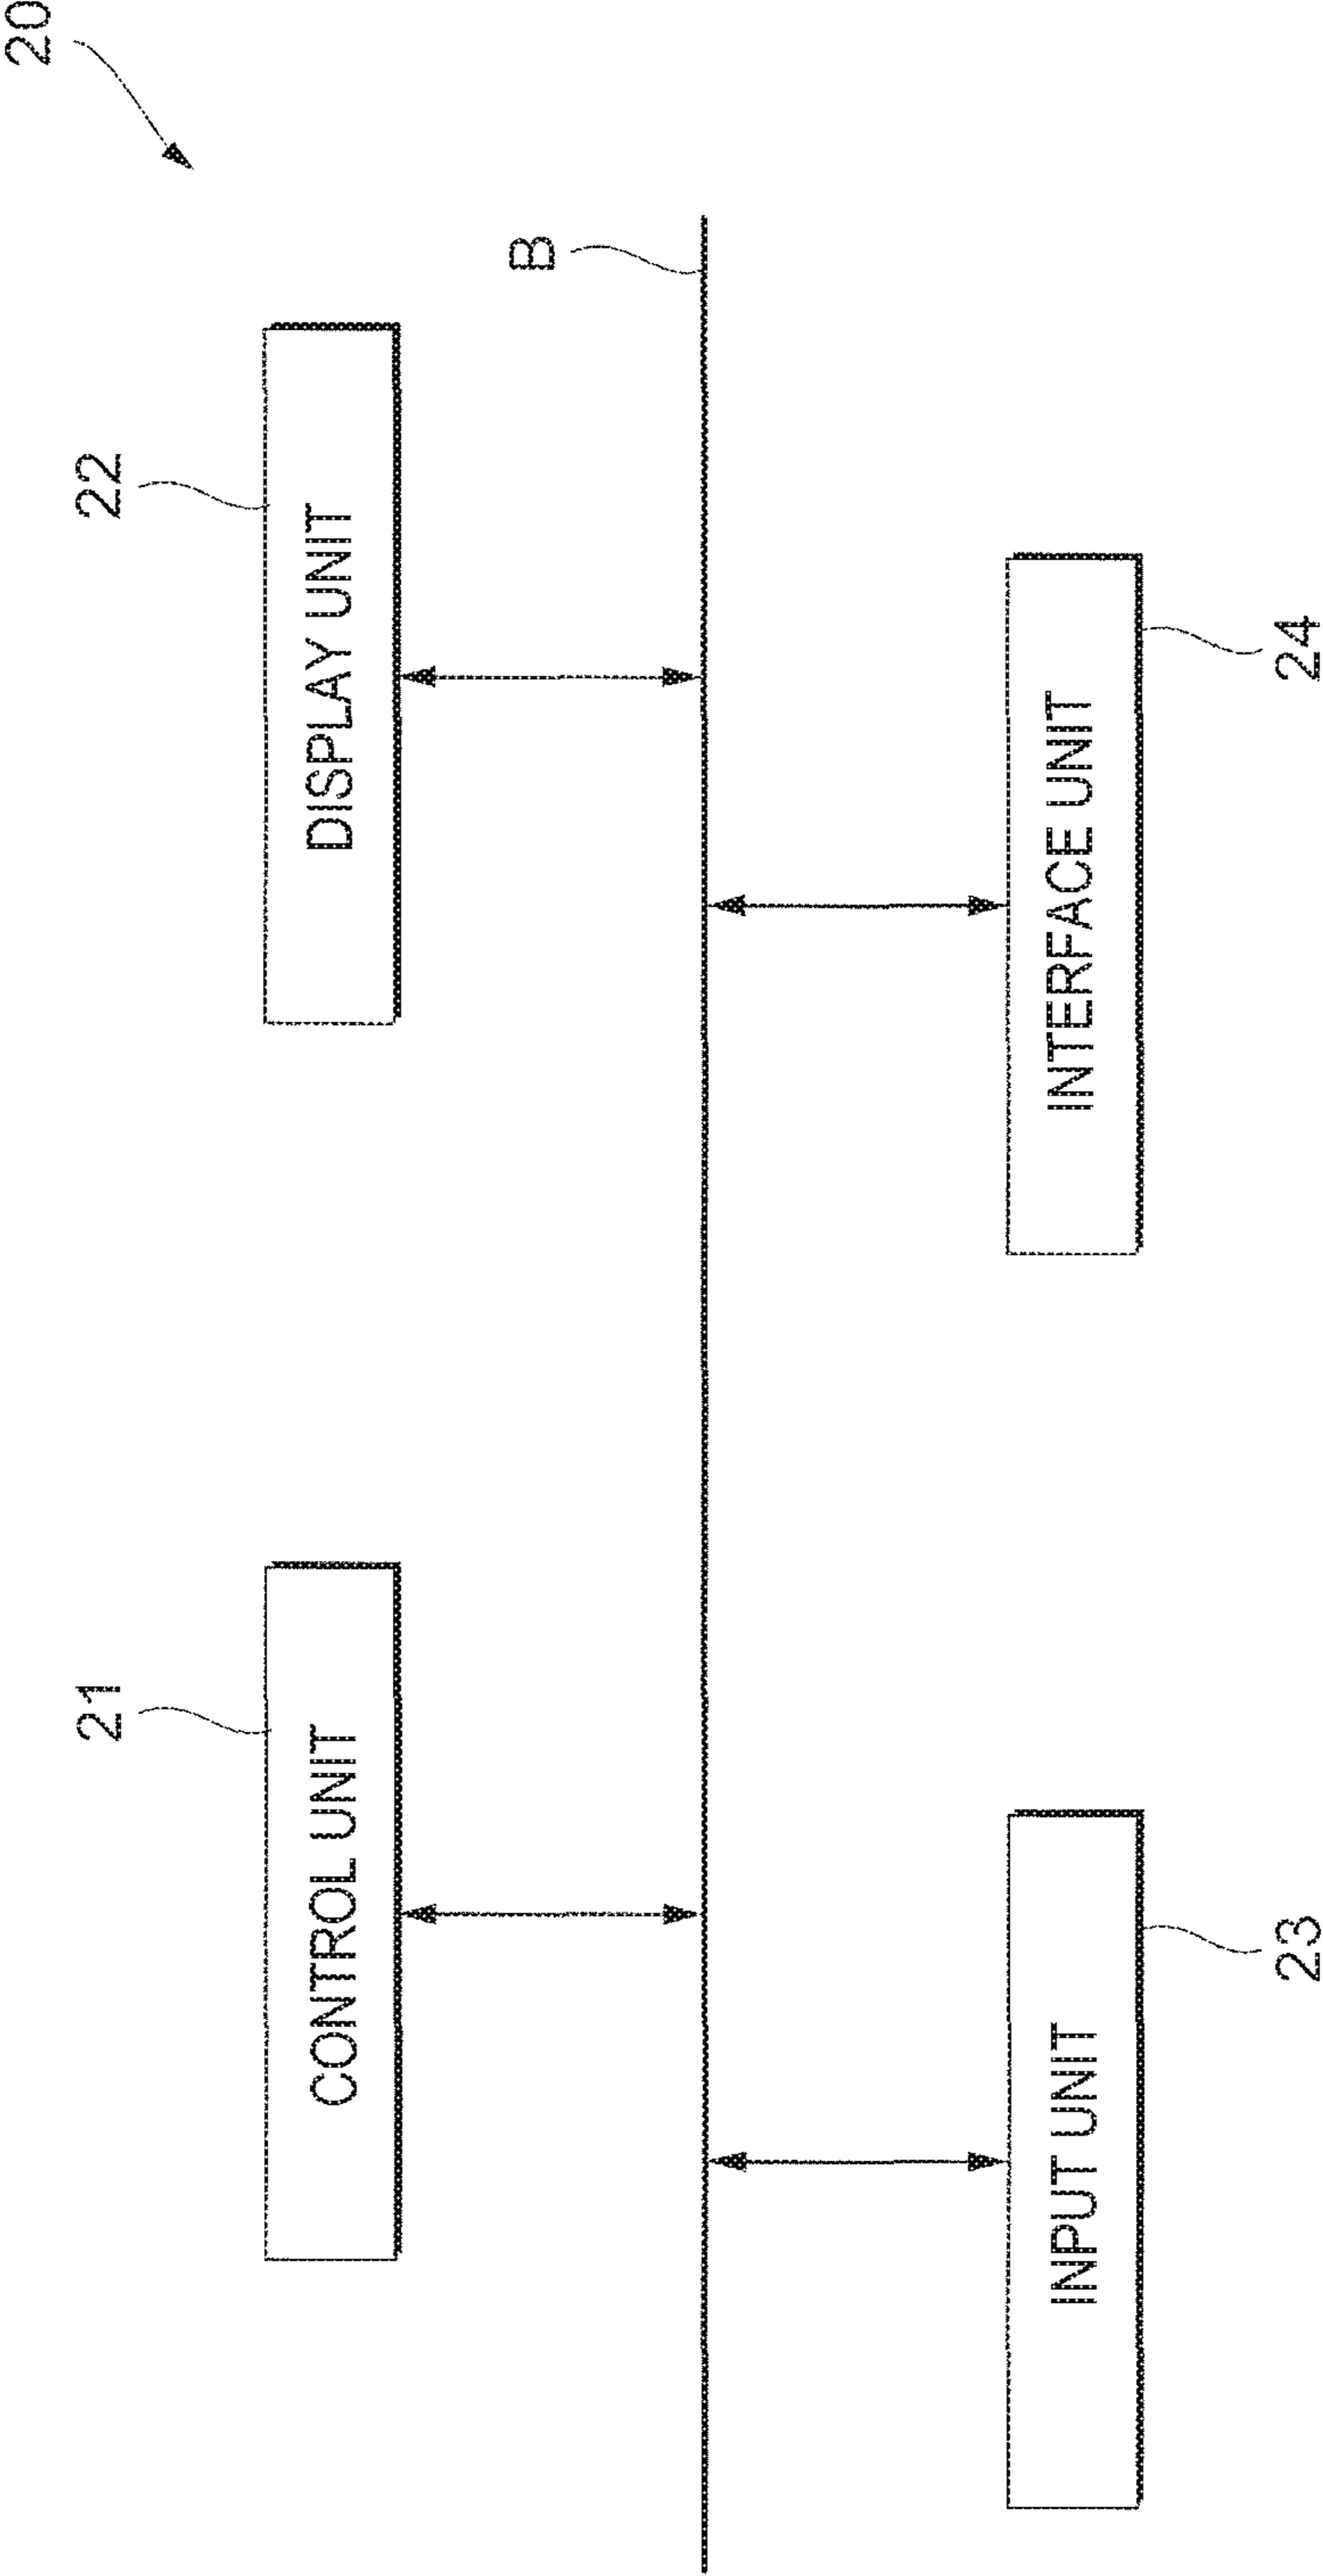 20
21
CONTROL UNIT
22
DISPLAY UNIT
B
INPUT UNIT
23
INTERFACE UNIT
24